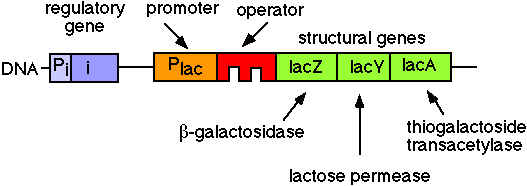 regulatory
gene
promoter
operator
structural genes
DNA
Pi
i
Plac
lacZ
lacY
lacA
β-galactosidase
lactose permease
thiogalactoside
transacetylase